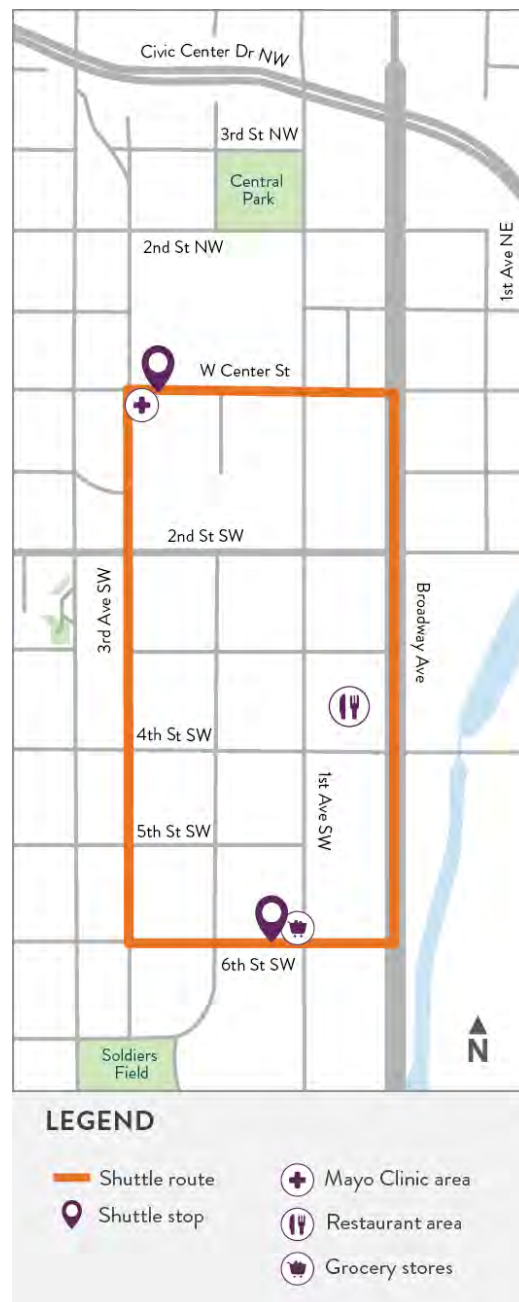 Civic Center Dr NW
3rd St NW
Central
Park
2nd St NW
1st Ave NE
W Center St
2nd St SW
3rd Ave SW
Broadway Ave
4th St SW
1st Ave SW
5th St SW
6th St SW
N
Soldiers
Field
LEGEND
Shuttle route
Mayo Clinic area
Shuttle stop
Restaurant area
Grocery stores